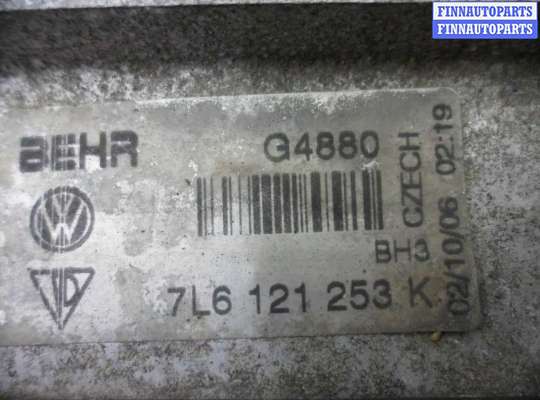 FINNAUTOPARTS
FINNAUTOPARTS
BEHR
G4880
CZECH
02/10/06 02:19
BH3
7L6 121 253 K